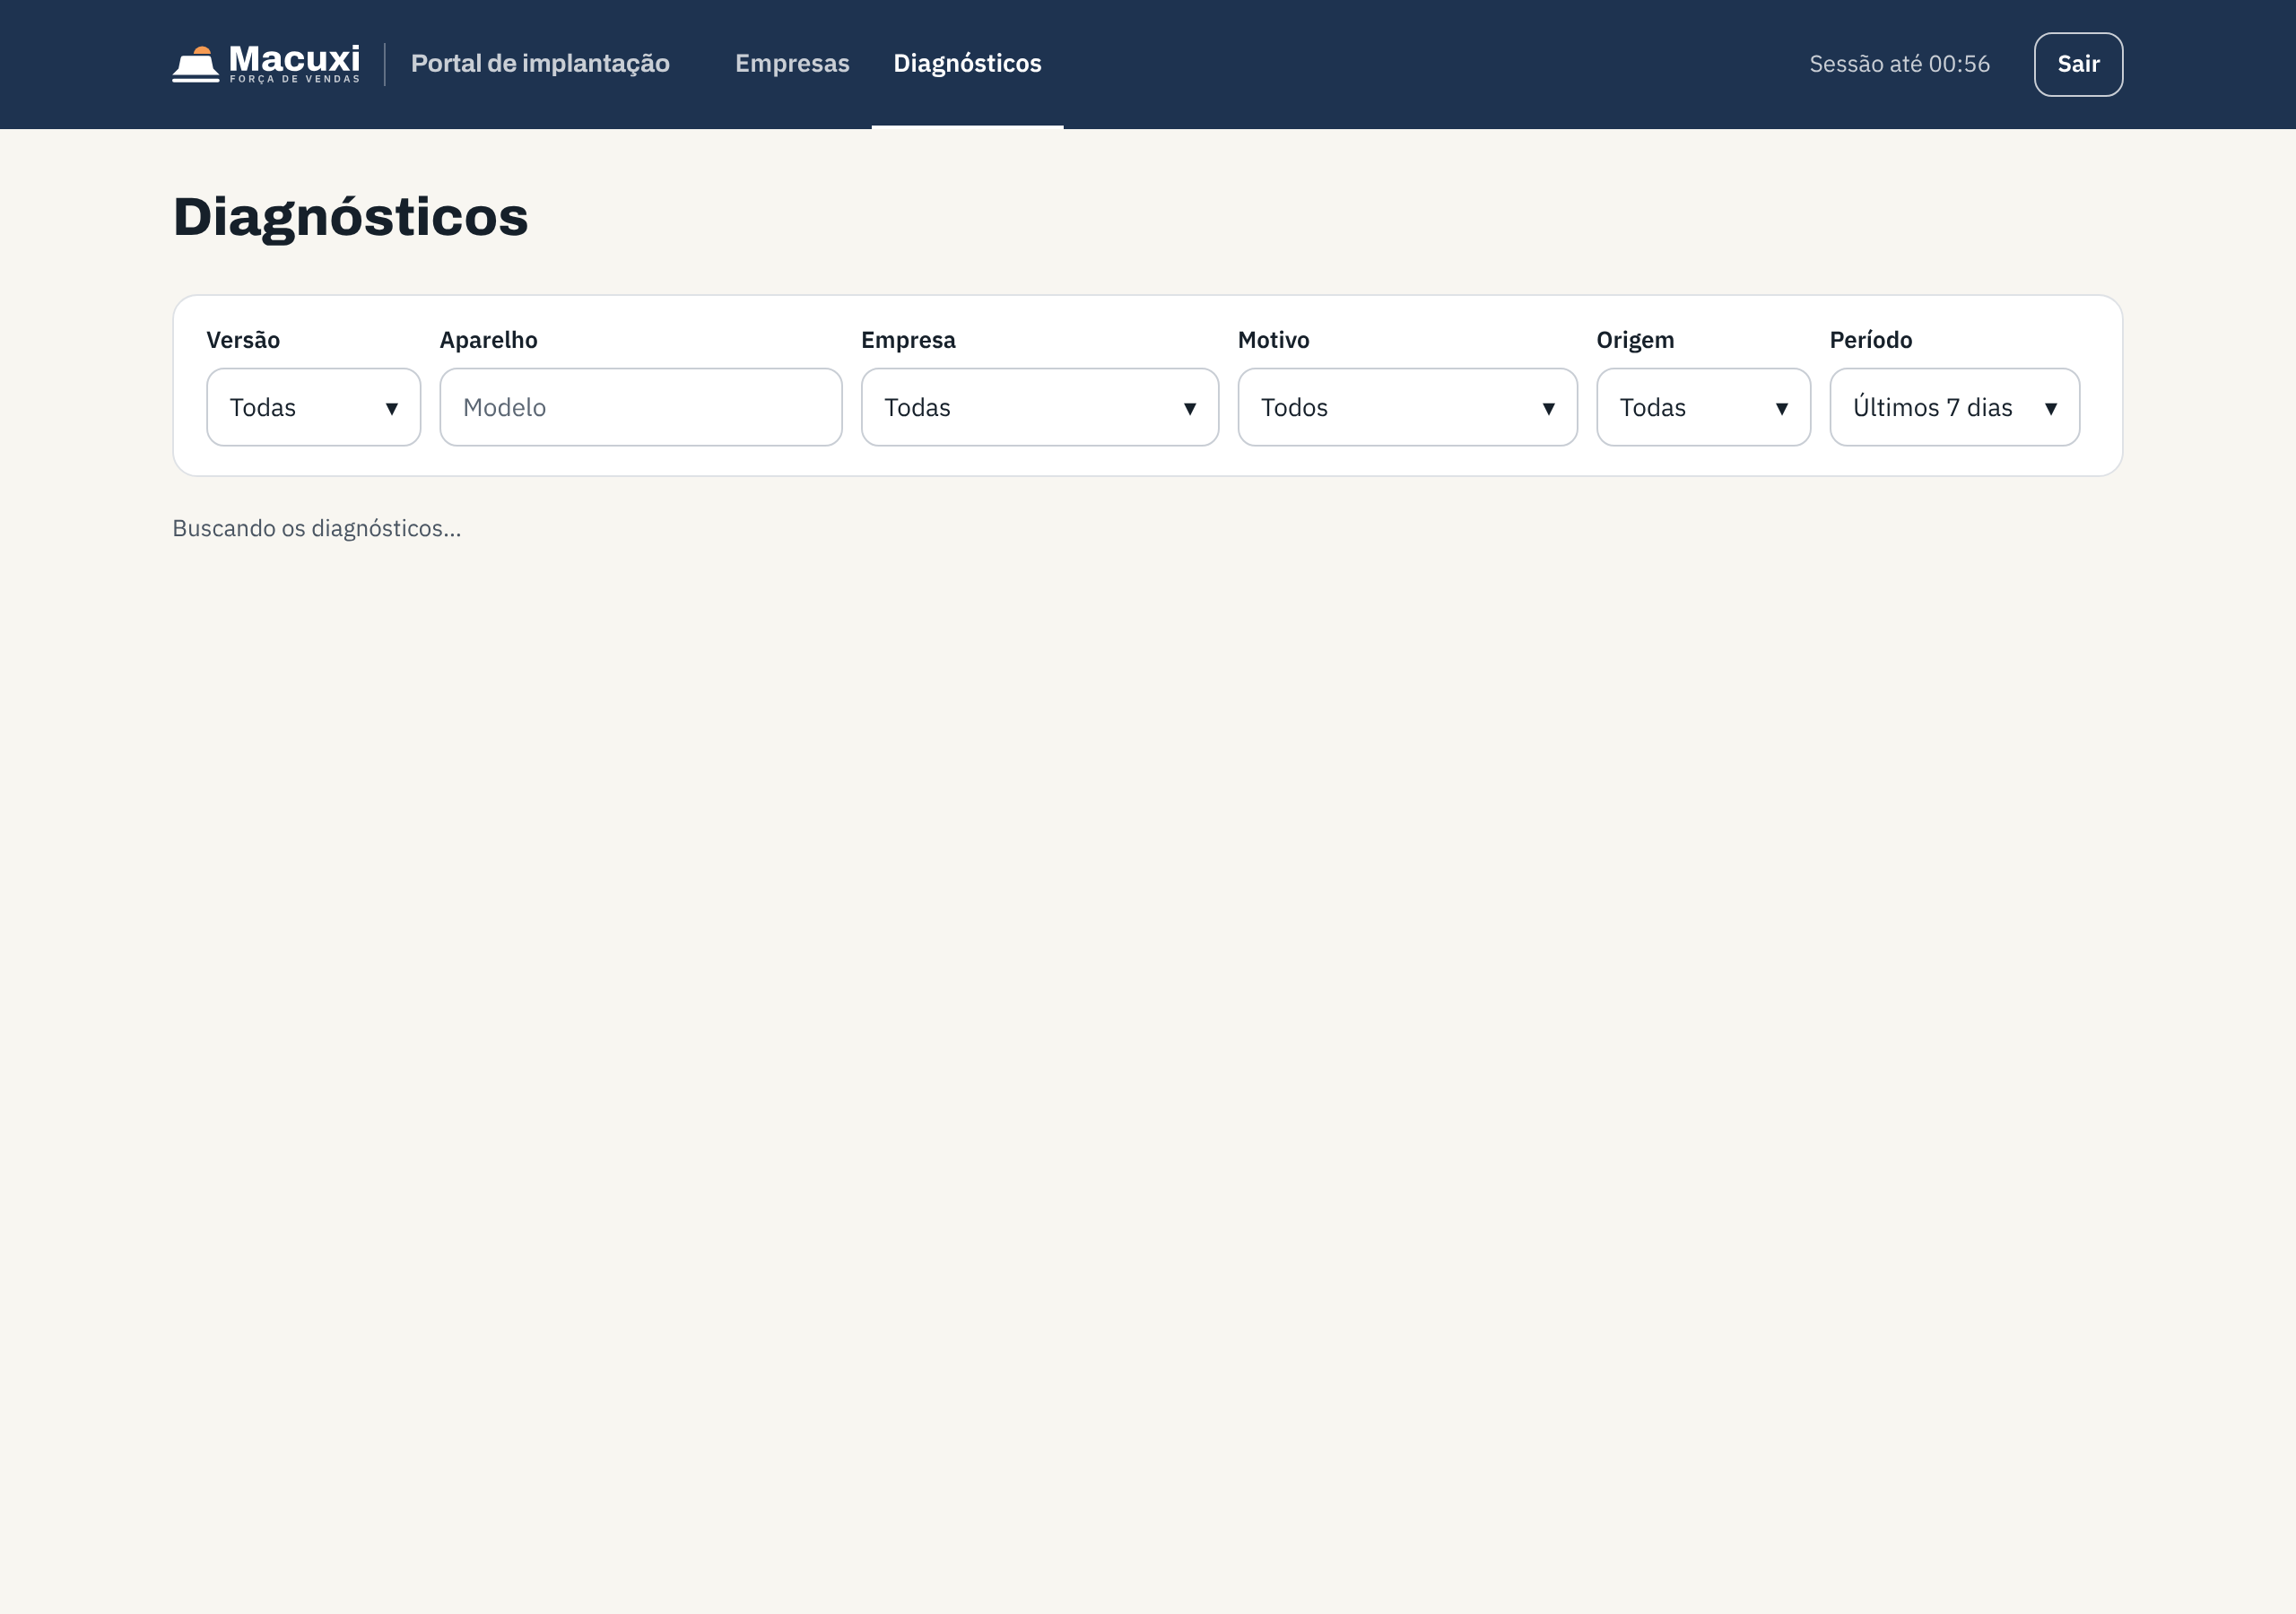 Macuxi
FORÇA DE VENDAS
Portal de implantação
Empresas
Diagnósticos
Sessão até 00:56
Sair
Diagnósticos
Versão
Aparelho
Empresa
Motivo
Origem
Período
Todas
Modelo
Todas
Todos
Todas
Últimos 7 dias
Buscando os diagnósticos...